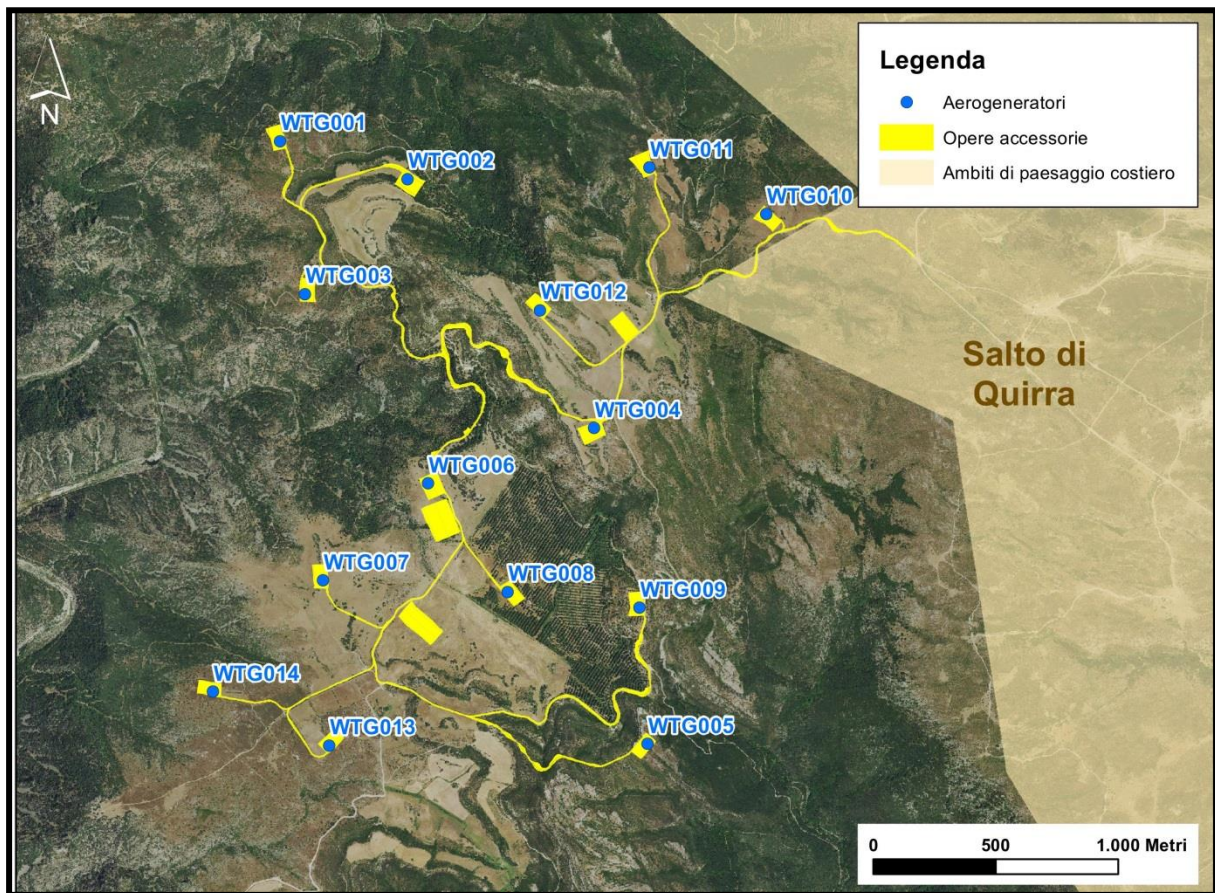 Legenda
Aerogeneratori
Opere accessorie
Ambiti di paesaggio costiero
N
WTG001
WTG002
WTG011
WTG010
WTG003
WTG012
Salto di
Quirra
WTG004
WTG006
WTG007
WTG008
WTG009
WTG014
WTG013
WTG005
0 500 1.000 Metri